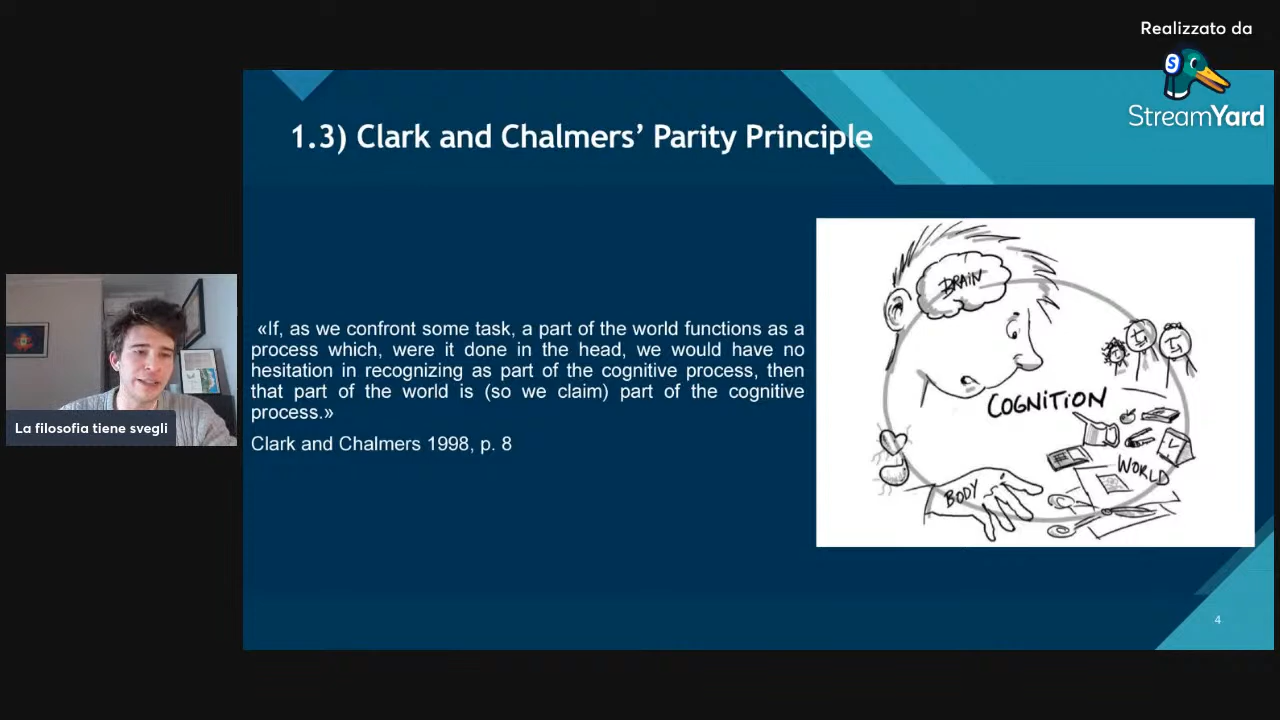 Realizzato da
StreamYard
1.3) Clark and Chalmers’ Parity Principle
«If, as we confront some task, a part of the world functions as a
process which, were it done in the head, we would have no
hesitation in recognizing as part of the cognitive process, then
that part of the world is (so we claim) part of the cognitive
process.»
Clark and Chalmers 1998, p. 8
BRAIN
COGNITION
WORLD
BODY
La filosofia tiene svegli
4